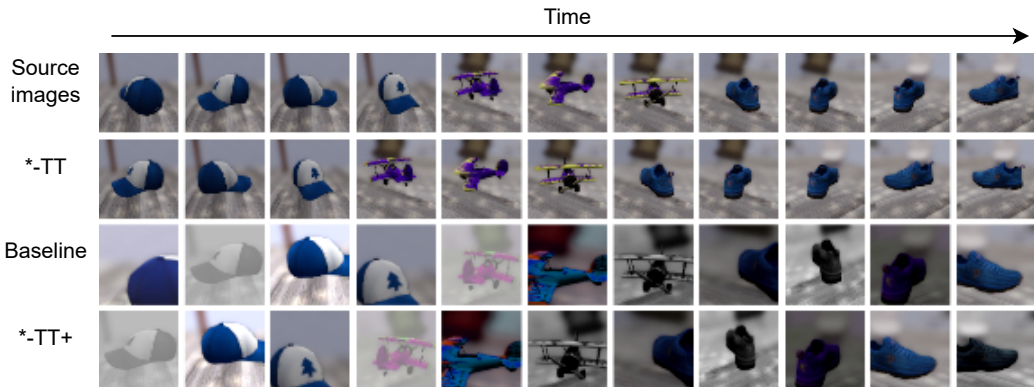 Time
Source
images
*-TT
Baseline
*-TT+